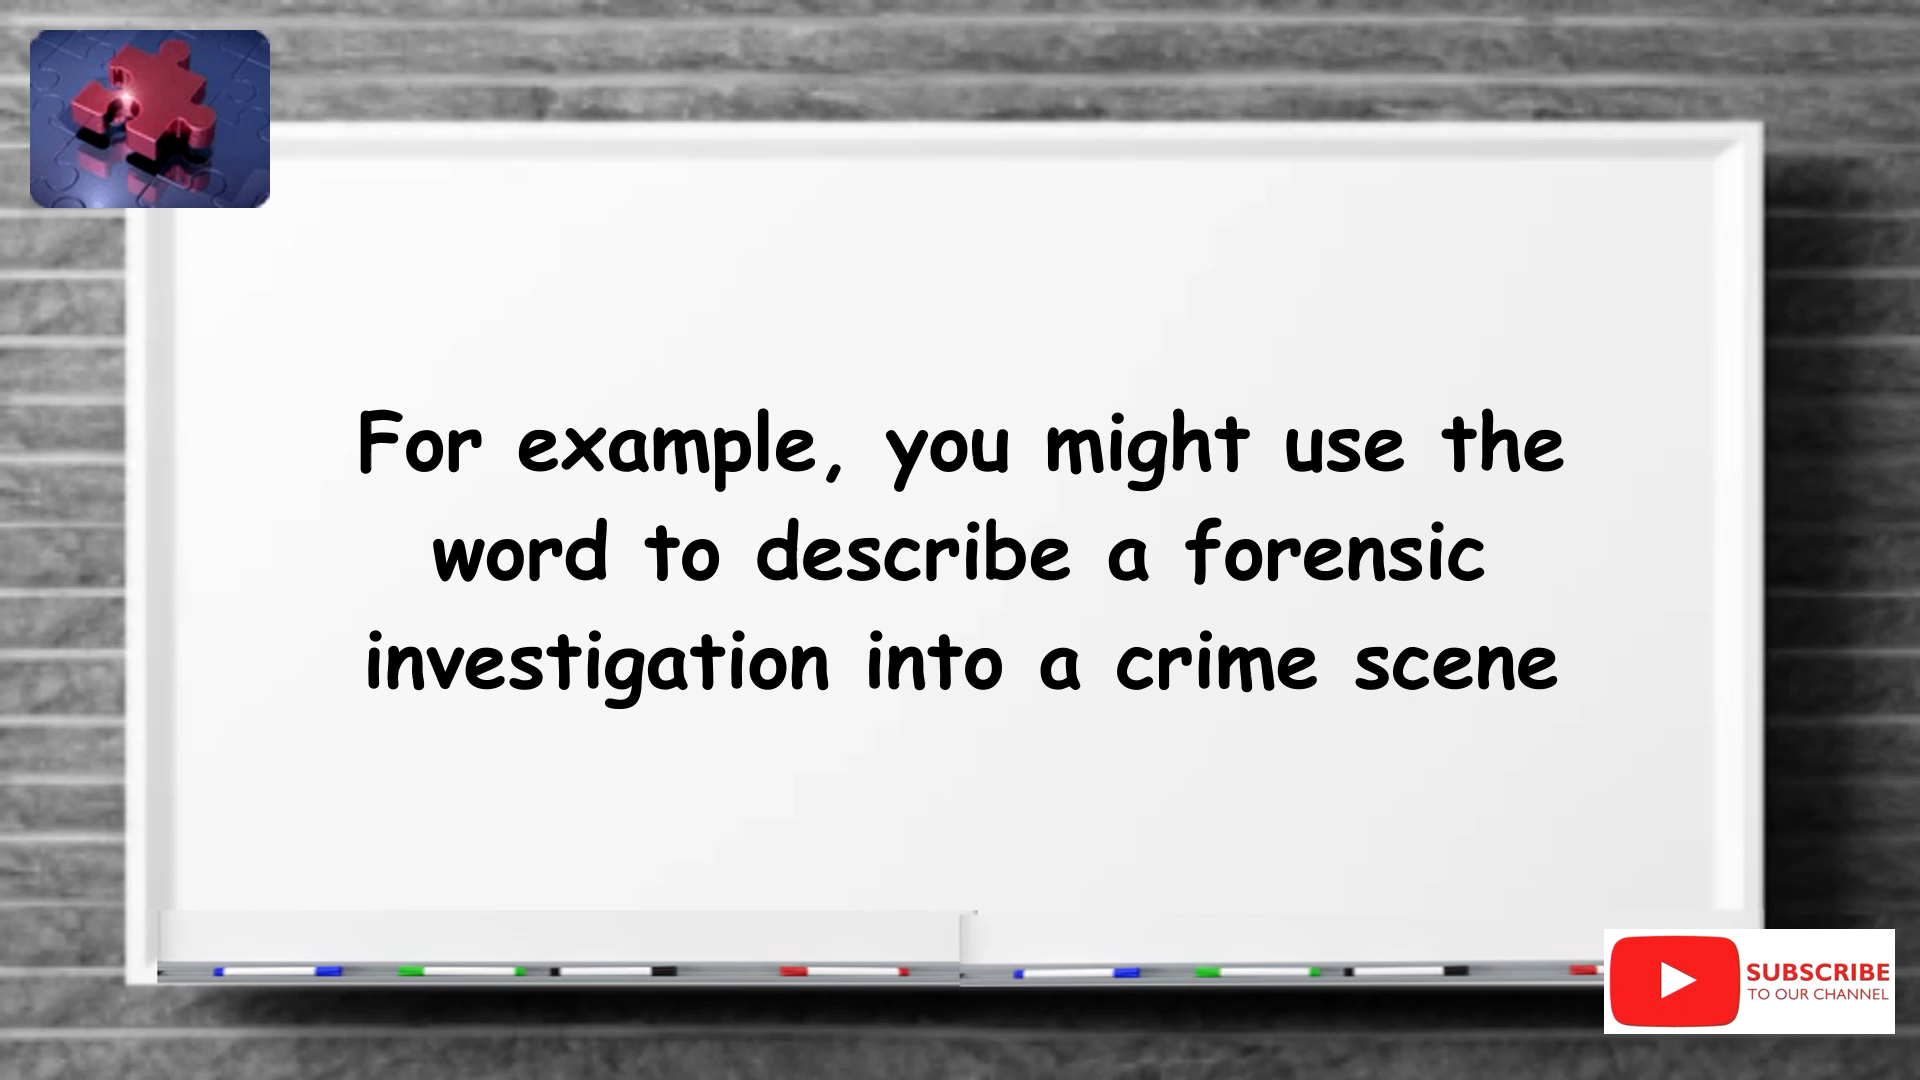 For example, you might use the
word to describe a forensic
investigation into a crime scene
SUBSCRIBE
TO OUR CHANNEL